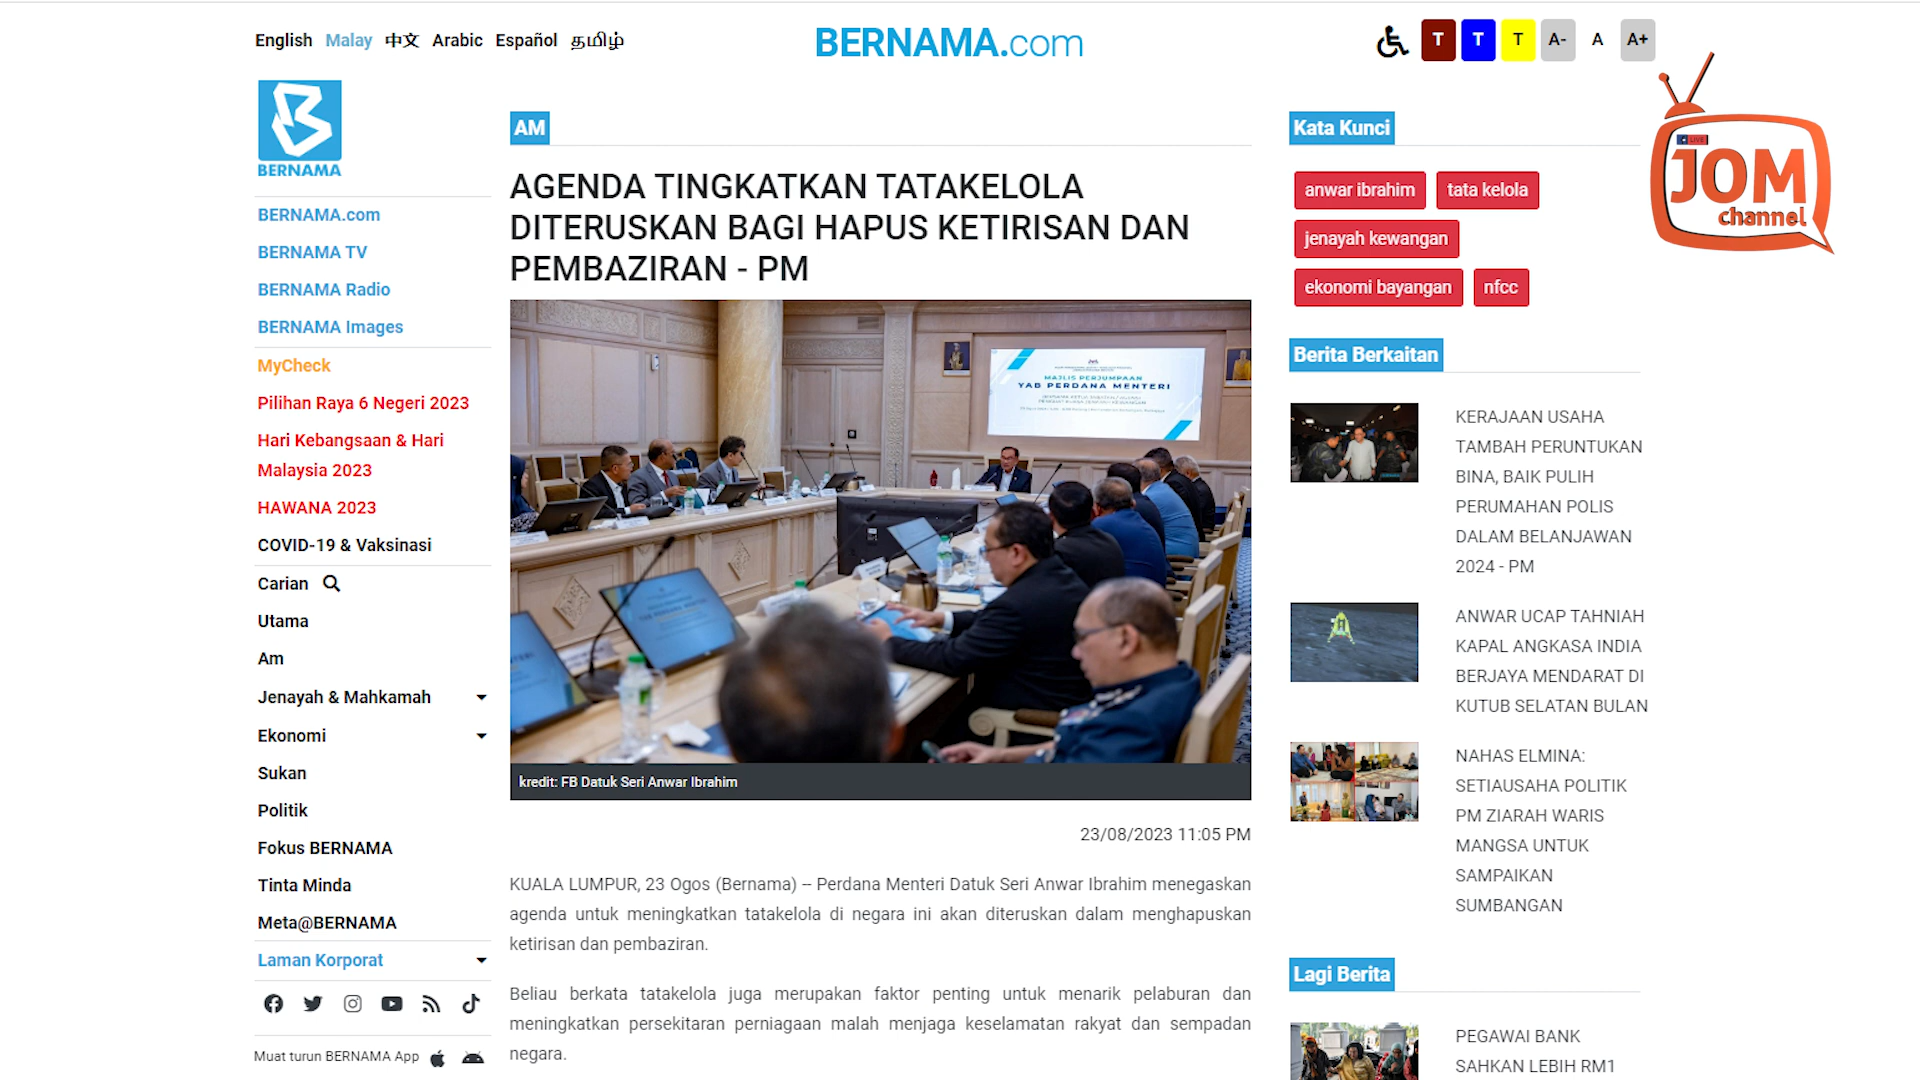 English Malay 中文 Arabic Español தமிழ்
BERNAMA.com
T T T A- A A+
BERNAMA
BERNAMA.com
BERNAMA TV
BERNAMA Radio
BERNAMA Images
MyCheck
Pilihan Raya 6 Negeri 2023
Hari Kebangsaan & Hari
Malaysia 2023
HAWANA 2023
COVID-19 & Vaksinasi
Carian
Utama
Am
Jenayah & Mahkamah
Ekonomi
Sukan
Politik
Fokus BERNAMA
Tinta Minda
Meta@BERNAMA
Laman Korporat
Muat turun BERNAMA App
AM
AGENDA TINGKATKAN TATAKELOLA
DITERUSKAN BAGI HAPUS KETIRISAN DAN
PEMBAZIRAN - PM
MAJLIS PERJUMPAAN
YAB PERDANA MENTERI
kredit: FB Datuk Seri Anwar Ibrahim
23/08/2023 11:05 PM
KUALA LUMPUR, 23 Ogos (Bernama) -- Perdana Menteri Datuk Seri Anwar Ibrahim menegaskan
agenda untuk meningkatkan tatakelola di negara ini akan diteruskan dalam menghapuskan
ketirisan dan pembaziran.
Beliau berkata tatakelola juga merupakan faktor penting untuk menarik pelaburan dan
meningkatkan persekitaran perniagaan malah menjaga keselamatan rakyat dan sempadan
negara.
Kata Kunci
anwar ibrahim tata kelola
jenayah kewangan
ekonomi bayangan nfcc
Berita Berkaitan
KERAJAAN USAHA
TAMBAH PERUNTUKAN
BINA, BAIK PULIH
PERUMAHAN POLIS
DALAM BELANJAWAN
2024 - PM
ANWAR UCAP TAHNIAH
KAPAL ANGKASA INDIA
BERJAYA MENDARAT DI
KUTUB SELATAN BULAN
NAHAS ELMINA:
SETIAUSAHA POLITIK
PM ZIARAH WARIS
MANGSA UNTUK
SAMPAIKAN
SUMBANGAN
Lagi Berita
PEGAWAI BANK
SAHKAN LEBIH RM1
LIVE
JOM
channel